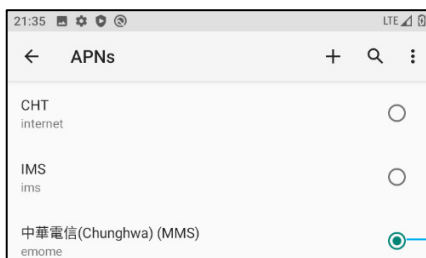 21:35 LTE
APNs
CHT
internet
IMS
ims
中華電信(Chunghwa) (MMS)
emome